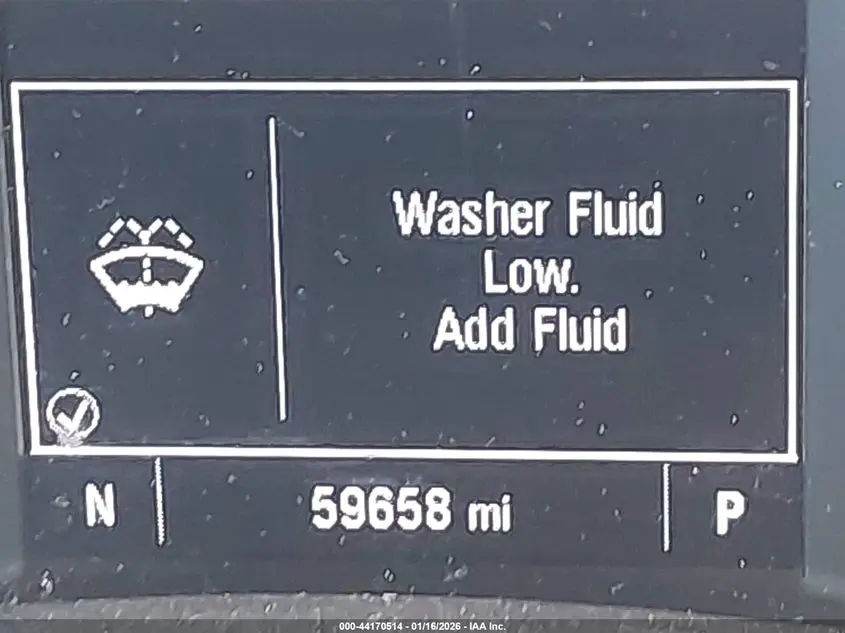 Washer Fluid
Low.
Add Fluid
N
59658 mi
P
000-44170514 - 01/16/2026 - IAA Inc.